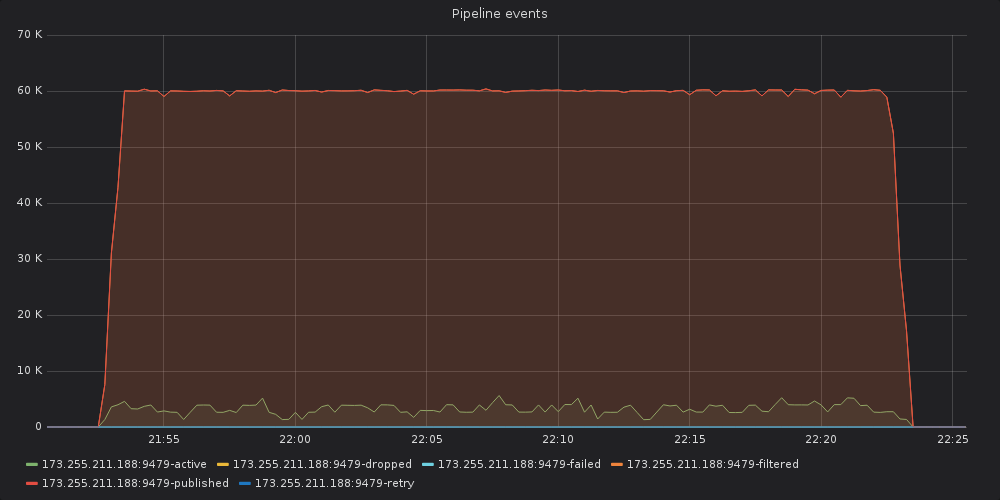 Pipeline events
70 K
60 K
50 K
40 K
30 K
20 K
10 K
0
21:55 22:00 22:05 22:10 22:15 22:20 22:25
173.255.211.188:9479-active 173.255.211.188:9479-dropped 173.255.211.188:9479-failed 173.255.211.188:9479-filtered
173.255.211.188:9479-published 173.255.211.188:9479-retry